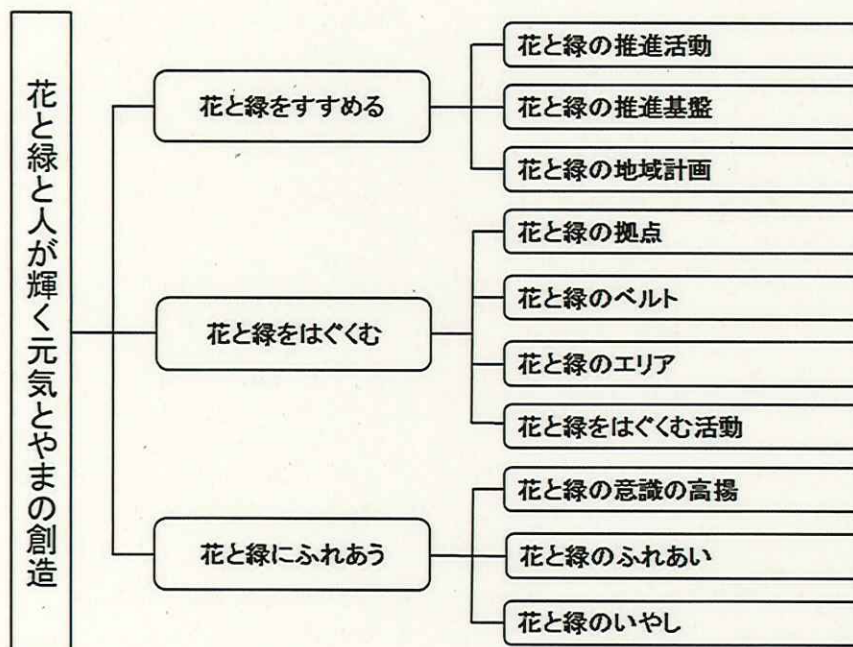 花と緑と人が輝く元気とやまの創造
花と緑をすすめる
花と緑の推進活動
花と緑の推進基盤
花と緑の地域計画
花と緑をはぐくむ
花と緑の拠点
花と緑のベルト
花と緑のエリア
花と緑をはぐくむ活動
花と緑にふれあう
花と緑の意識の高揚
花と緑のふれあい
花と緑のいやし